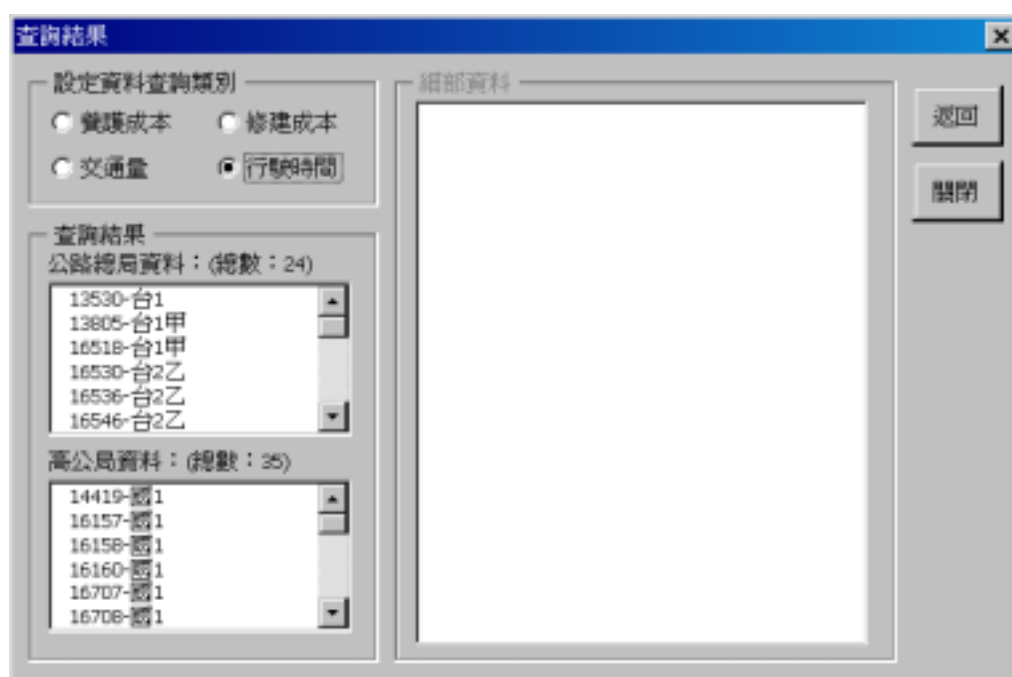 查詢結果
設定資料查詢類別
養護成本
修建成本
交通量
行駛時間
查詢結果
公路總局資料：(總數：24)
13530-台1
13805-台1甲
16518-台1甲
16530-台2乙
16536-台2乙
16546-台2乙
高公局資料：(總數：35)
14419-國1
16157-國1
16158-國1
16160-國1
16707-國1
16708-國1
細部資料
返回
關閉